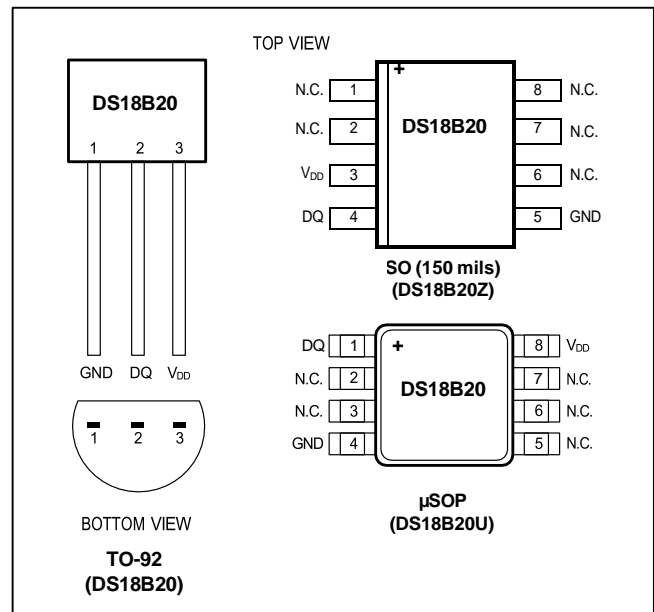 TOP VIEW
DS18B20
1 2 3
GND DQ VDD
1 2 3
BOTTOM VIEW
TO-92
(DS18B20)
+
DS18B20
N.C. 1 8 N.C.
N.C. 2 7 N.C.
VDD 3 6 N.C.
DQ 4 5 GND
SO (150 mils)
(DS18B20Z)
+
DS18B20
DQ 1 8 VDD
N.C. 2 7 N.C.
N.C. 3 6 N.C.
GND 4 5 N.C.
µSOP
(DS18B20U)